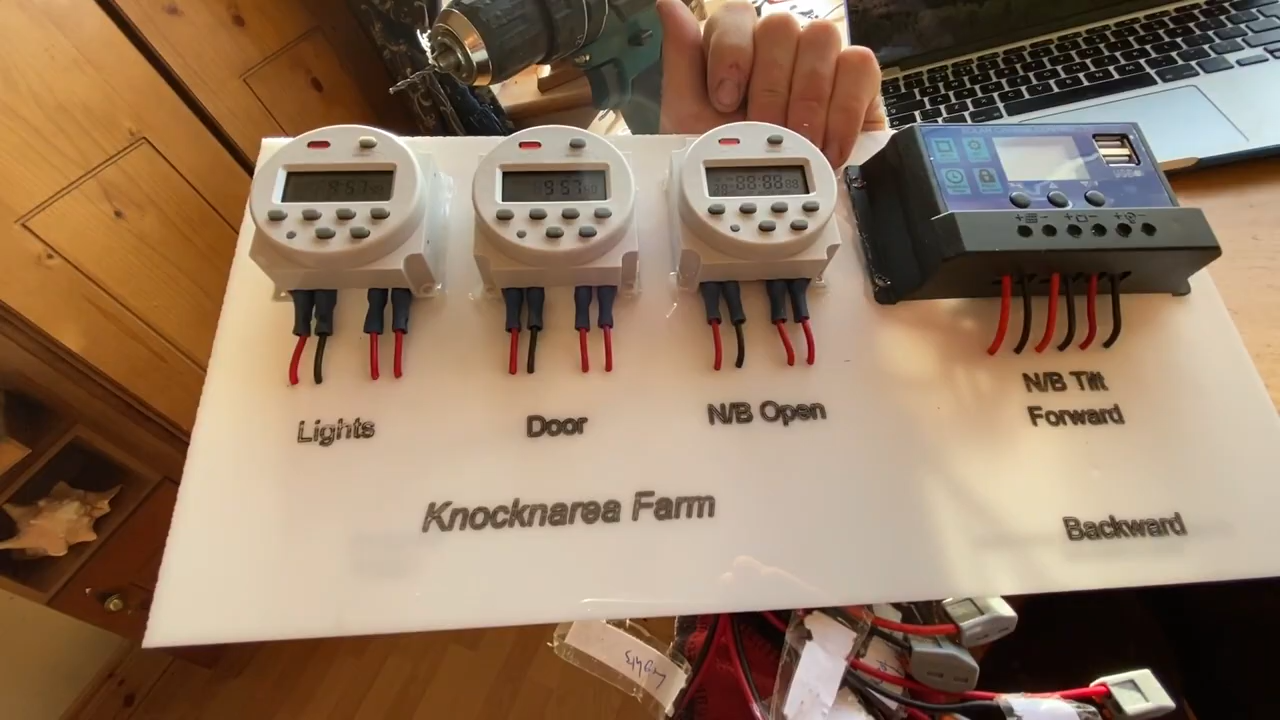 Lights
Door
N/B Open
N/B Tilt
Forward
Knocknarea Farm
Backward